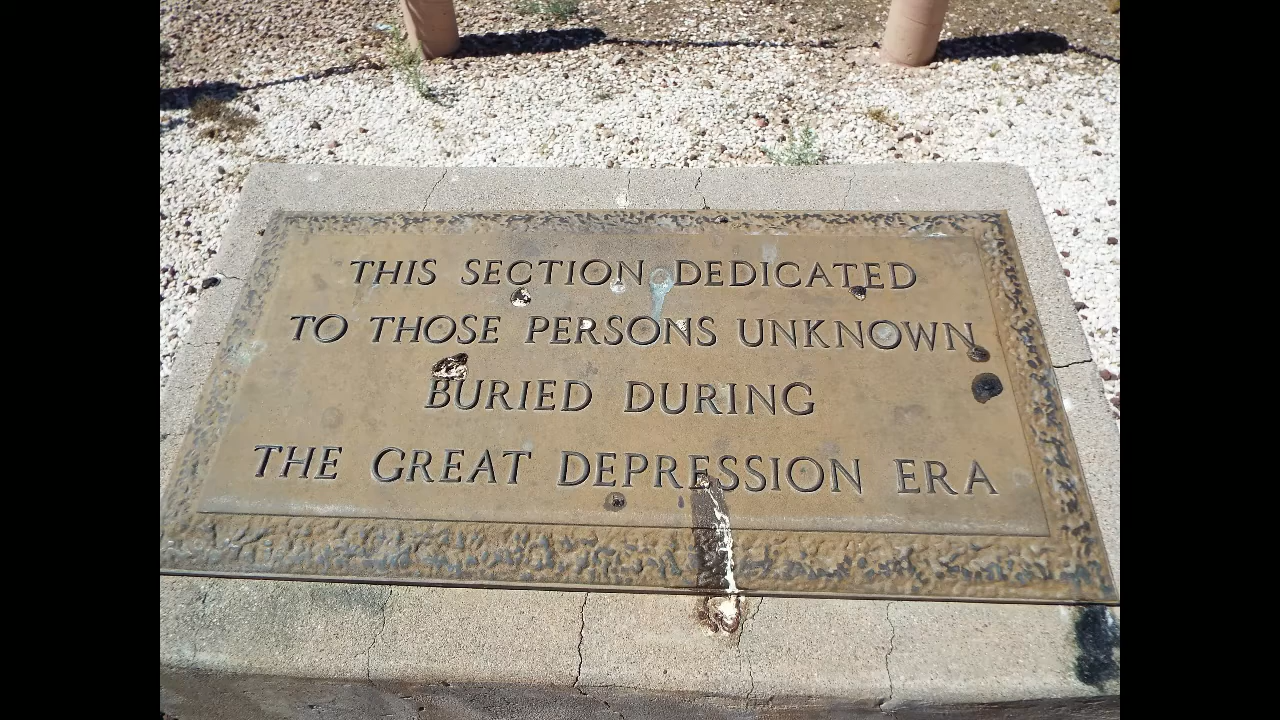 THIS SECTION DEDICATED
TO THOSE PERSONS UNKNOWN
BURIED DURING
THE GREAT DEPRESSION ERA